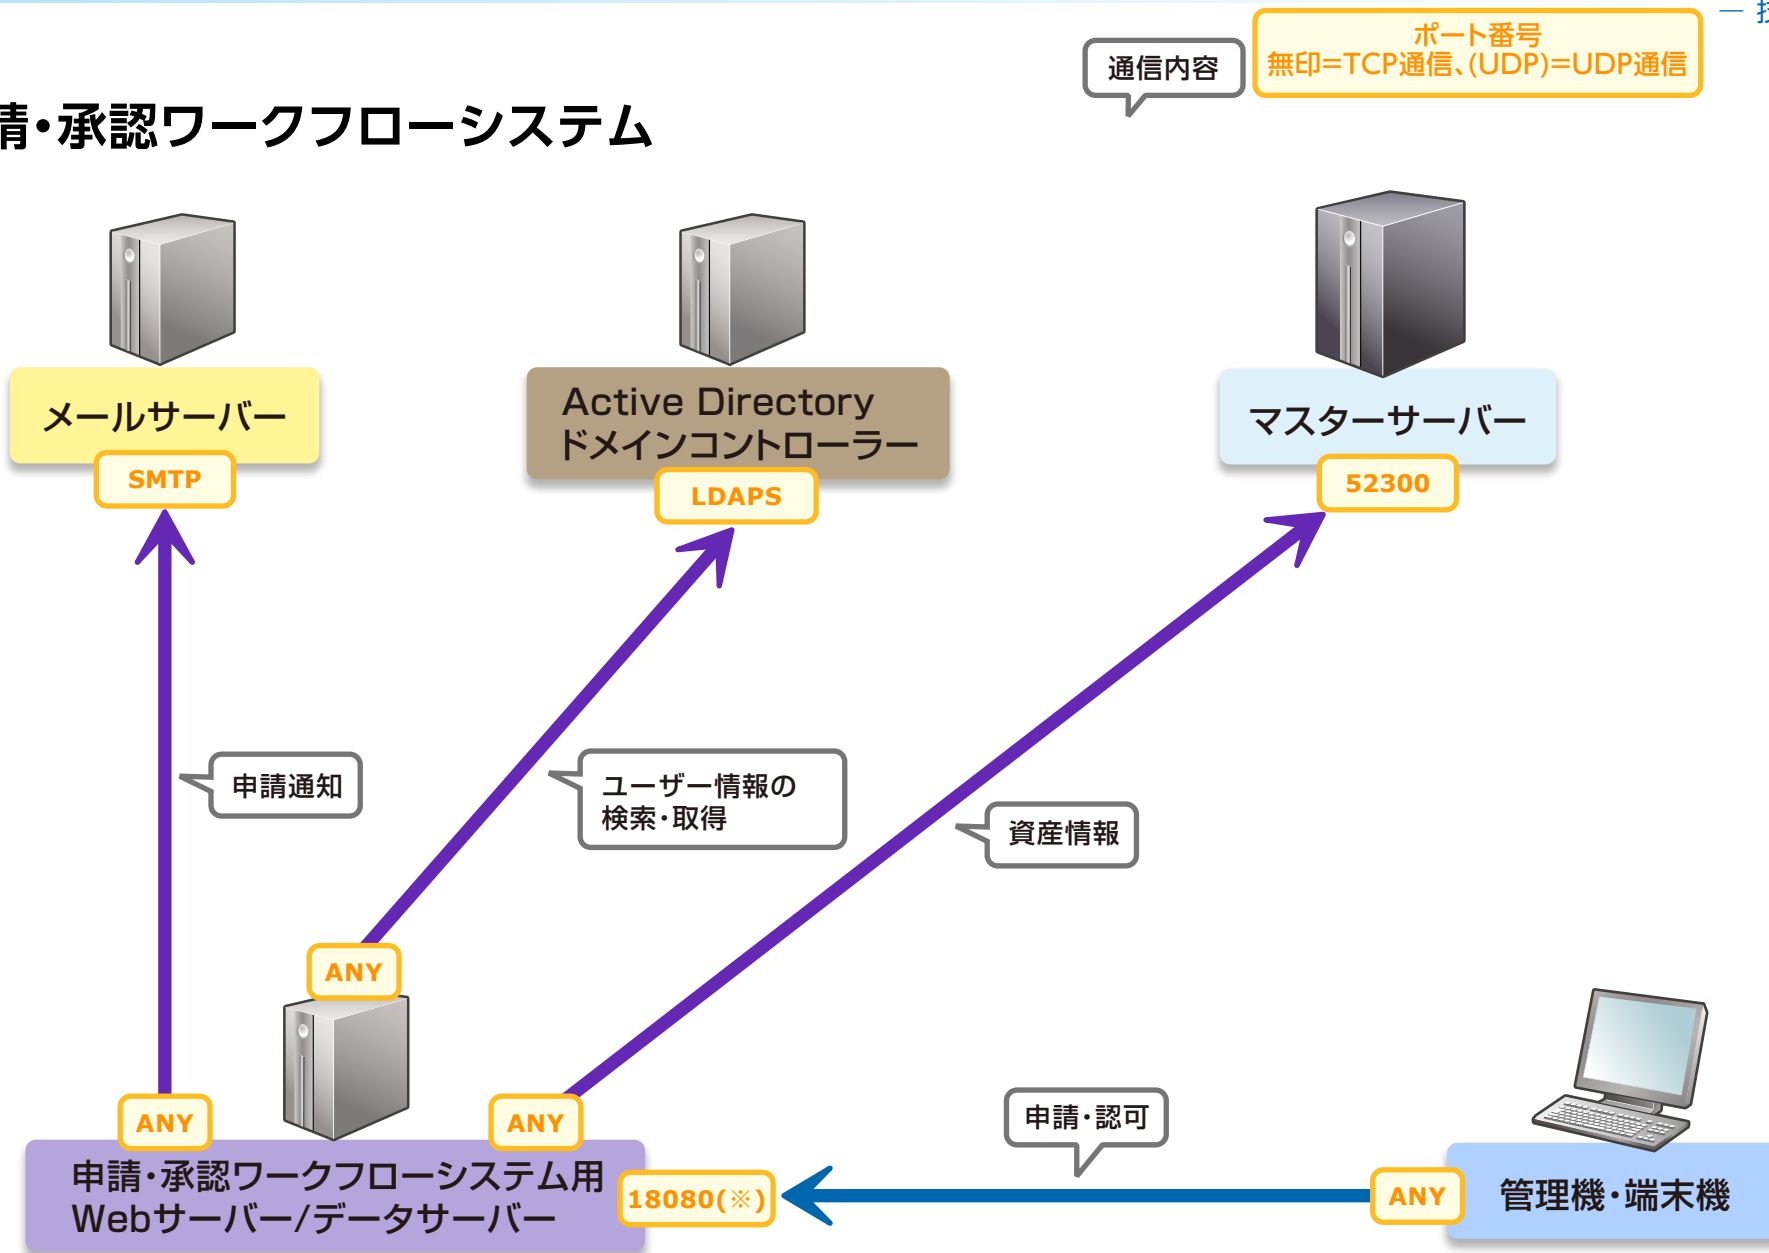 通信内容
ポート番号
無印=TCP通信、(UDP)=UDP通信
請・承認ワークフローシステム
メールサーバー
SMTP
Active Directory
ドメインコントローラー
LDAPS
マスターサーバー
52300
申請通知
ユーザー情報の
検索・取得
資産情報
ANY
ANY
ANY
申請・認可
申請・承認ワークフローシステム用
Webサーバー/データサーバー
18080(※)
ANY
管理機・端末機